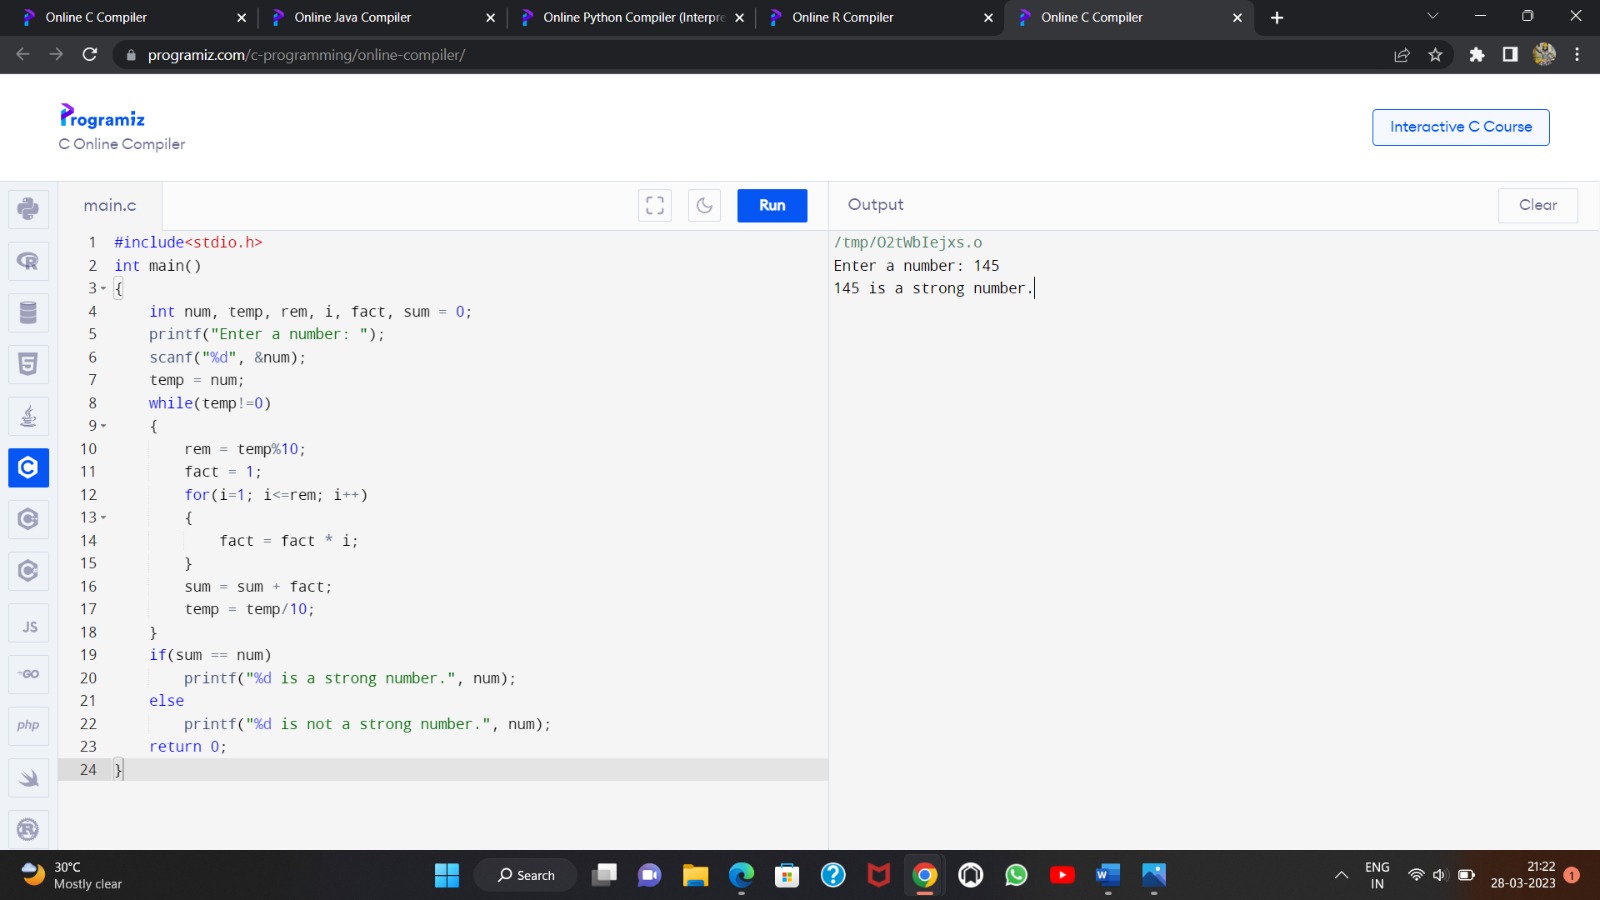 Online C Compiler
Online Java Compiler
Online Python Compiler (Interpre
Online R Compiler
Online C Compiler
programiz.com/c-programming/online-compiler/
Programiz
C Online Compiler
Interactive C Course
main.c
Run
Output
Clear
1 #include<stdio.h>
2 int main()
3 {
4 int num, temp, rem, i, fact, sum = 0;
5 printf("Enter a number: ");
6 scanf("%d", &num);
7 temp = num;
8 while(temp!=0)
9 {
10 rem = temp%10;
11 fact = 1;
12 for(i=1; i<=rem; i++)
13 {
14 fact = fact * i;
15 }
16 sum = sum + fact;
17 temp = temp/10;
18 }
19 if(sum == num)
20 printf("%d is a strong number.", num);
21 else
22 printf("%d is not a strong number.", num);
23 return 0;
24 }
/tmp/O2tWbIejxs.o
Enter a number: 145
145 is a strong number.
R
5
C
C
C
JS
GO
php
R
30°C
Mostly clear
Search
W
ENG
IN
21:22
28-03-2023
1